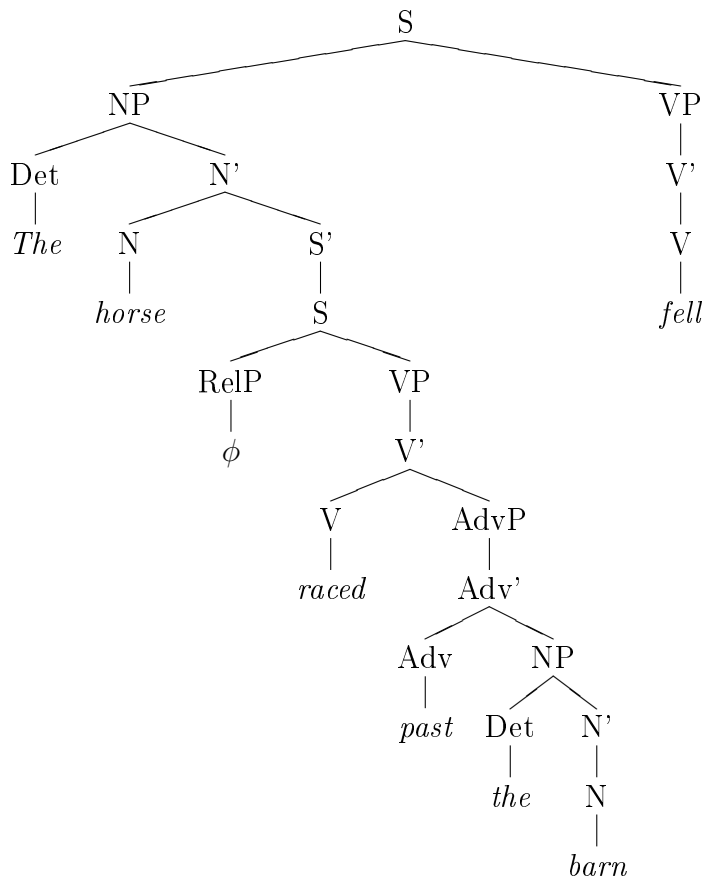 S
NP VP
Det N' V'
The N S' V
horse S fell
RelP VP
ϕ V'
V AdvP
raced Adv'
Adv NP
past Det N'
the N
barn